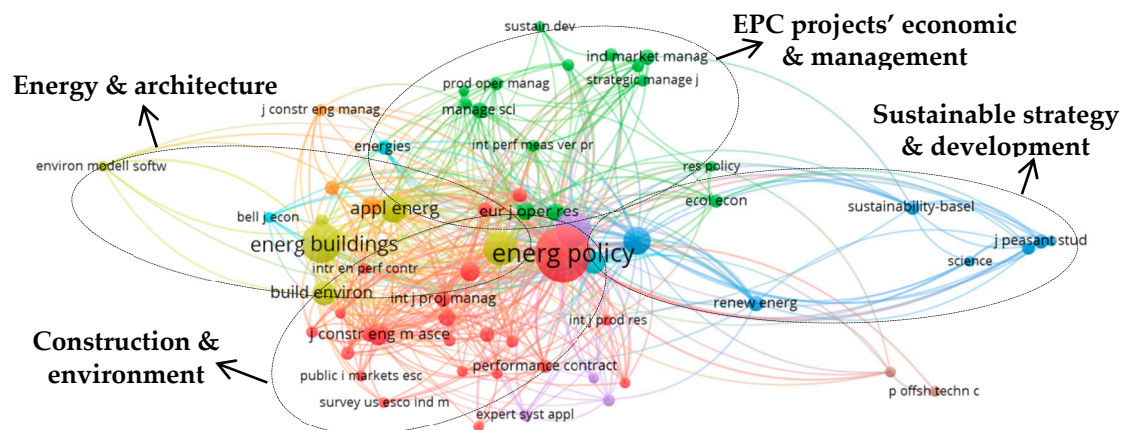 EPC projects' economic
& management
sustain dev
ind market manag
strategic manage j
Energy & architecture
prod oper manag
j constr eng manag
manage sci
Sustainable strategy
& development
energies
int perf meas ver pr
environ modell softw
res policy
appl energ
eur j oper res
ecol econ
sustainability-basel
bell j econ
energ buildings
energ policy
j peasant stud
science
intr en perf contr
build environ
int j proj manag
renew energ
int j prod res
j constr eng m asce
Construction &
environment
performance contract
public i markets esc
p offsh techn c
survey us esco ind m
expert syst appl